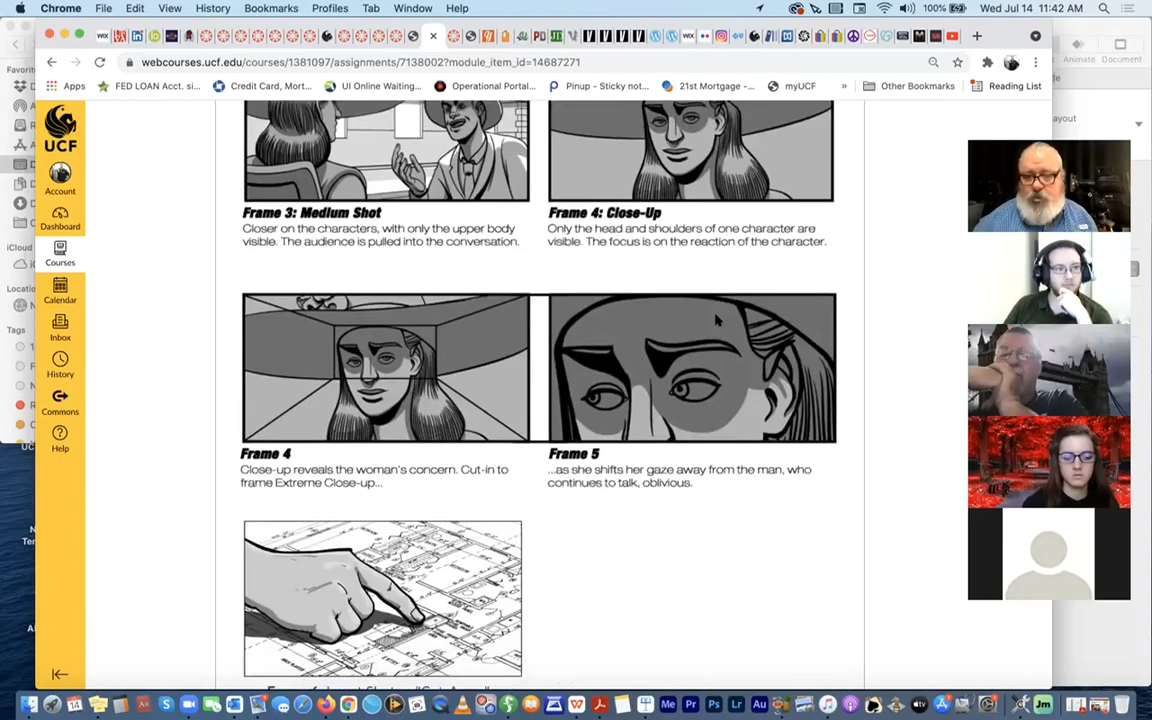 Chrome File Edit View History Bookmarks Profiles Tab Window Help 100% Wed Jul 14 11:42 AM
webcourses.ucf.edu/courses/1381097/assignments/7138002?module_item_id=14687271
Apps FED LOAN Acct. si... Credit Card, Mort... UI Online Waiting... Operational Portal... Pinup - Sticky not... 21st Mortgage -... myUCF » Other Bookmarks Reading List
Animate Document
Favorite
iCloud
Locatio
Tags
UCF
Account
Dashboard
Courses
Calendar
Inbox
History
Commons
Help
Frame 3: Medium Shot
Closer on the characters, with only the upper body
visible. The audience is pulled into the conversation.
Frame 4: Close-Up
Only the head and shoulders of one character are
visible. The focus is on the reaction of the character.
Frame 4
Close-up reveals the woman's concern. Cut-in to
frame Extreme Close-up...
Frame 5
...as she shifts her gaze away from the man, who
continues to talk, oblivious.